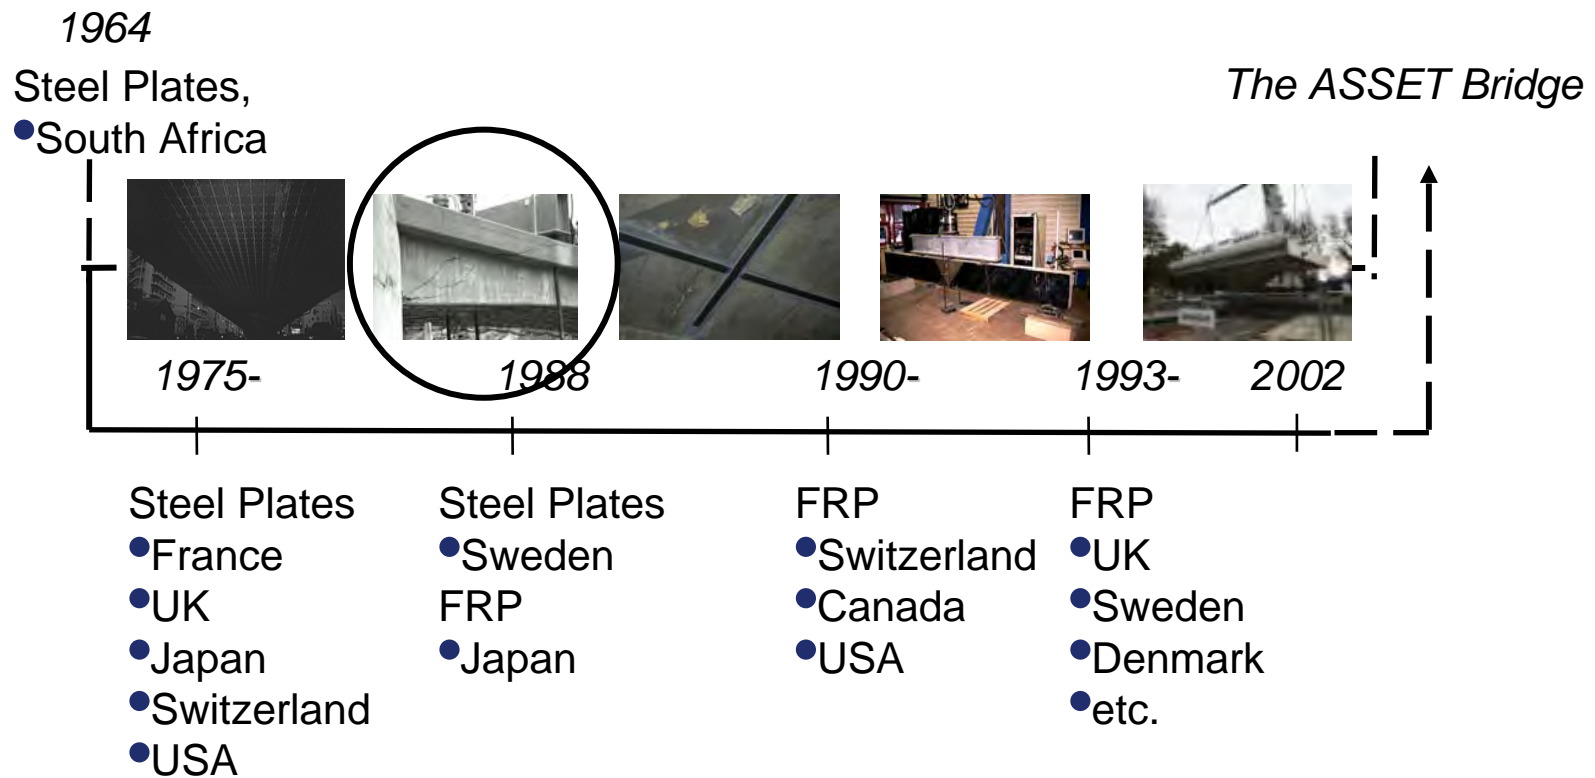 1964
Steel Plates,
•South Africa
The ASSET Bridge
1975-
1988
1990-
1993-
2002
Steel Plates
•France
•UK
•Japan
•Switzerland
•USA
Steel Plates
•Sweden
FRP
•Japan
FRP
•Switzerland
•Canada
•USA
FRP
•UK
•Sweden
•Denmark
•etc.